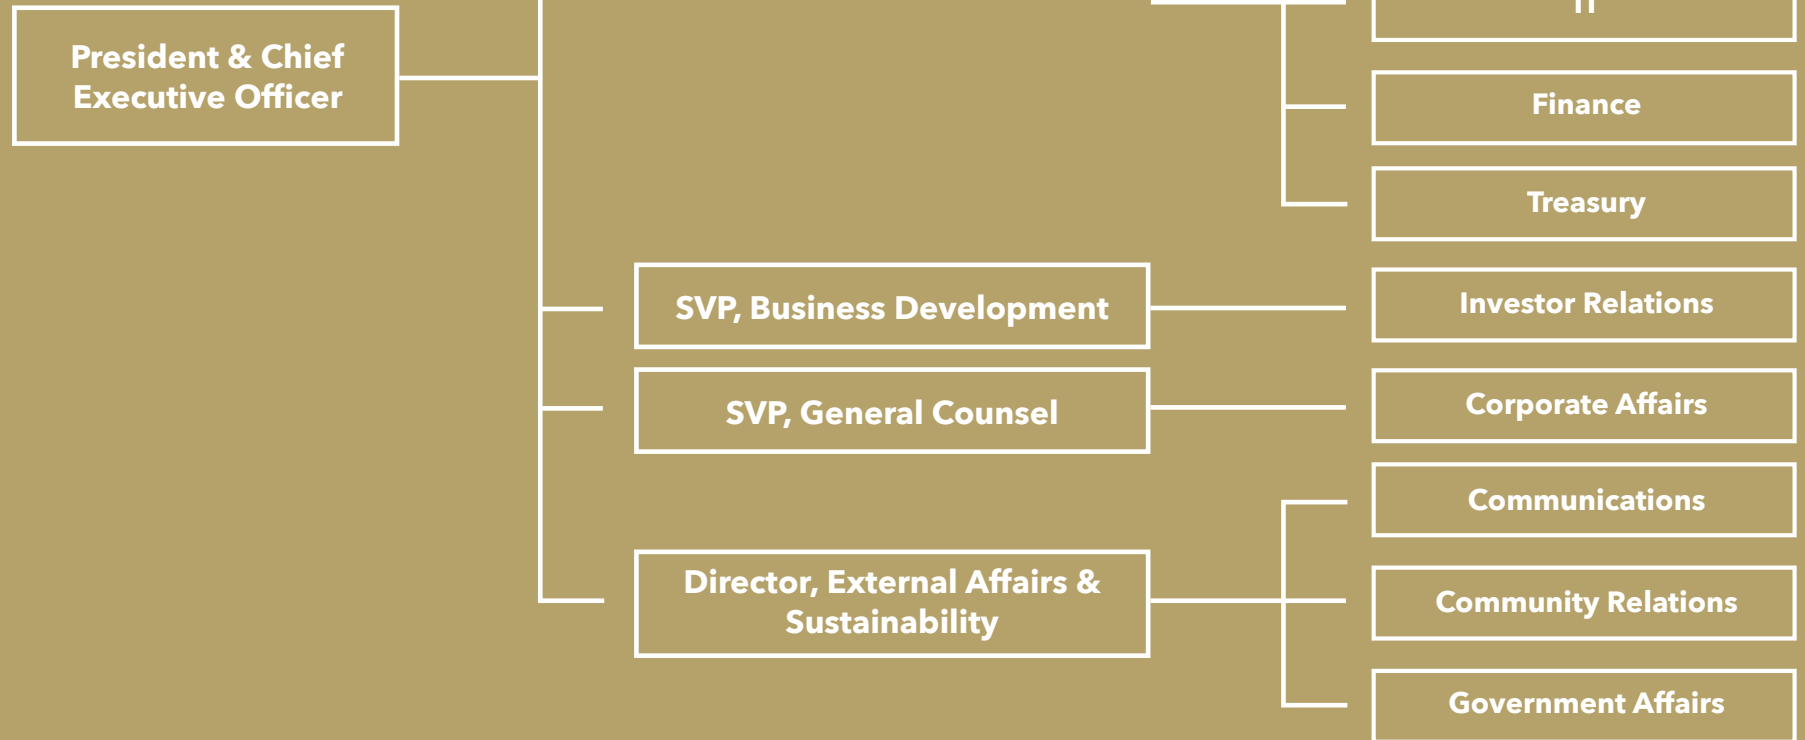 President & Chief
Executive Officer
Finance
Treasury
SVP, Business Development
Investor Relations
SVP, General Counsel
Corporate Affairs
Communications
Director, External Affairs &
Sustainability
Community Relations
Government Affairs